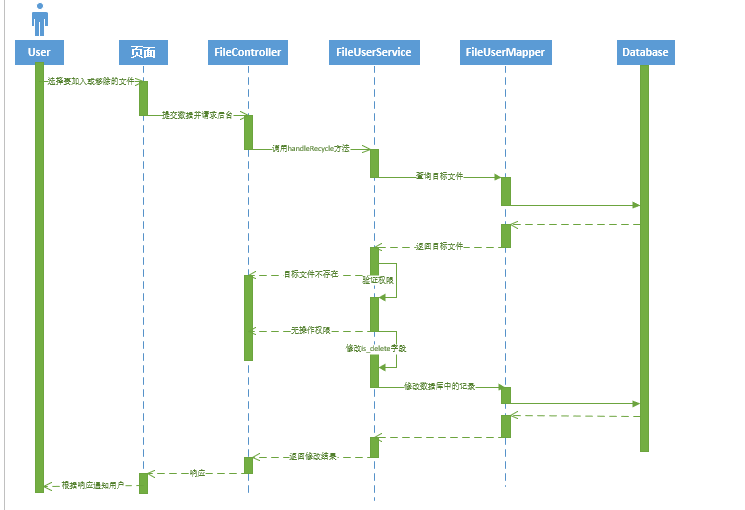 User
页面
FileController
FileUserService
FileUserMapper
Database
选择要加入或移除的文件
提交数据并请求后台
调用handleRecycle方法
查询目标文件
返回目标文件
目标文件不存在
验证权限
无操作权限
修改is_delete字段
修改数据库中的记录
返回修改结果
响应
根据响应通知用户